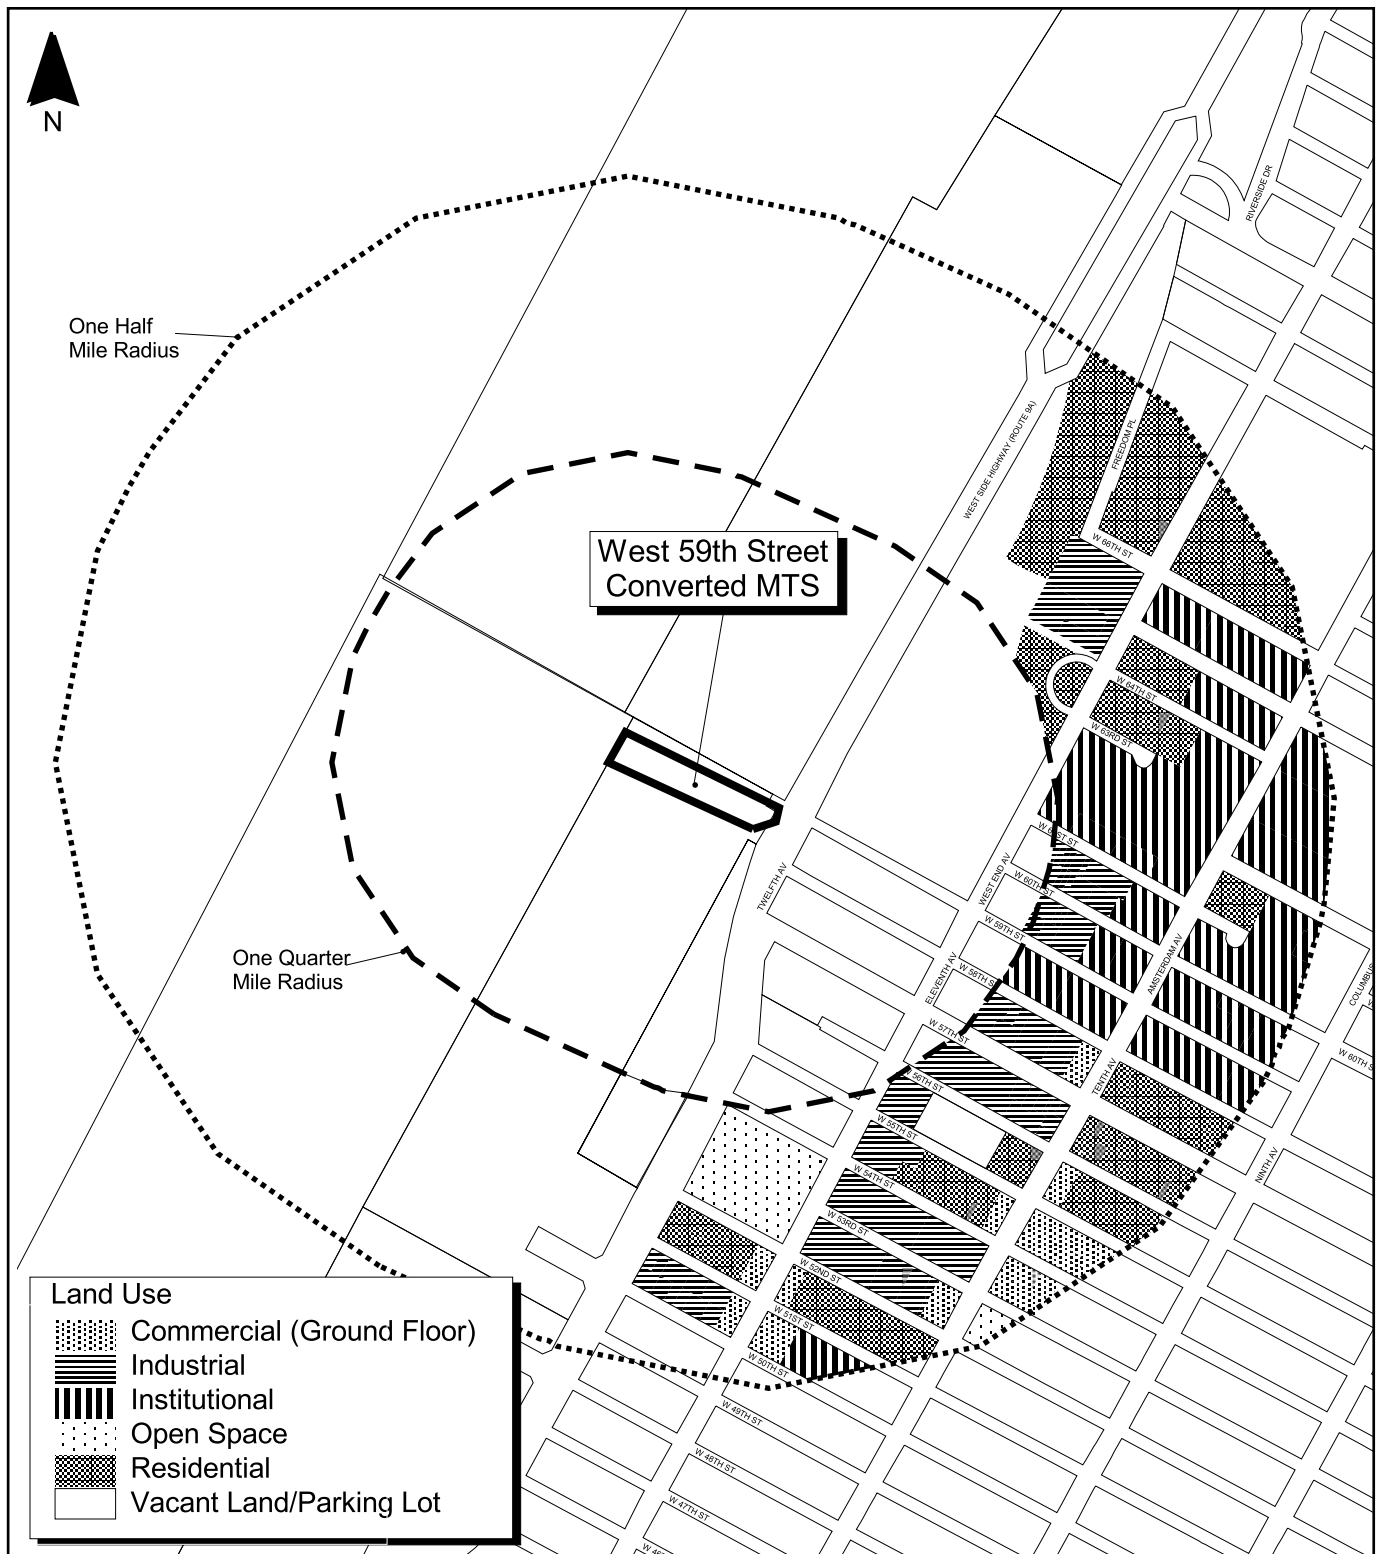 N
RIVERSIDE DR
One Half
Mile Radius
WEST SIDE HIGHWAY (ROUTE 9A)
FREEDOM PL
W 66TH ST
West 59th Street
Converted MTS
W 64TH ST
W 63RD ST
W 61ST ST
W 60TH ST
WEST END AV
TWELFTH AV
W 59TH ST
AMSTERDAM AV
One Quarter
Mile Radius
W 58TH ST
ELEVENTH AV
COLUMBUS
W 57TH ST
W 60TH S
W 56TH ST
TENTH AV
W 55TH ST
NINTH AV
W 54TH ST
W 53RD ST
W 52ND ST
W 51ST ST
W 50TH ST
W 49TH ST
W 48TH ST
W 47TH ST
Land Use
Commercial (Ground Floor)
Industrial
Institutional
Open Space
Residential
Vacant Land/Parking Lot